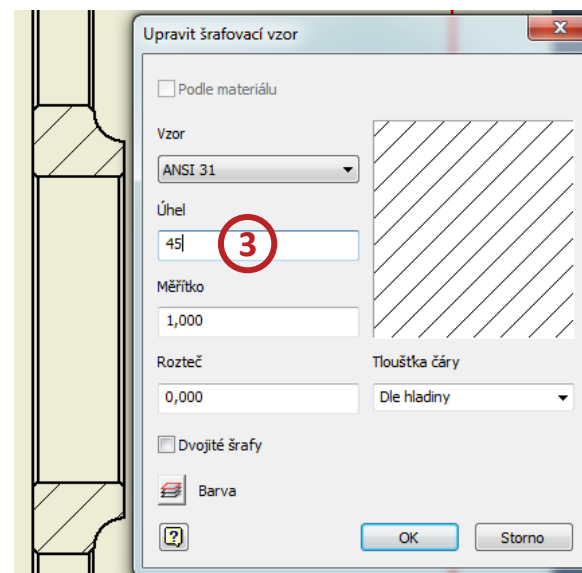 Upravit šrafovací vzor
Podle materiálu
Vzor
ANSI 31
Úhel
45
3
Měřítko
1,000
Rozteč
0,000
Tloušťka čáry
Dle hladiny
Dvojité šrafy
Barva
?
OK
Storno